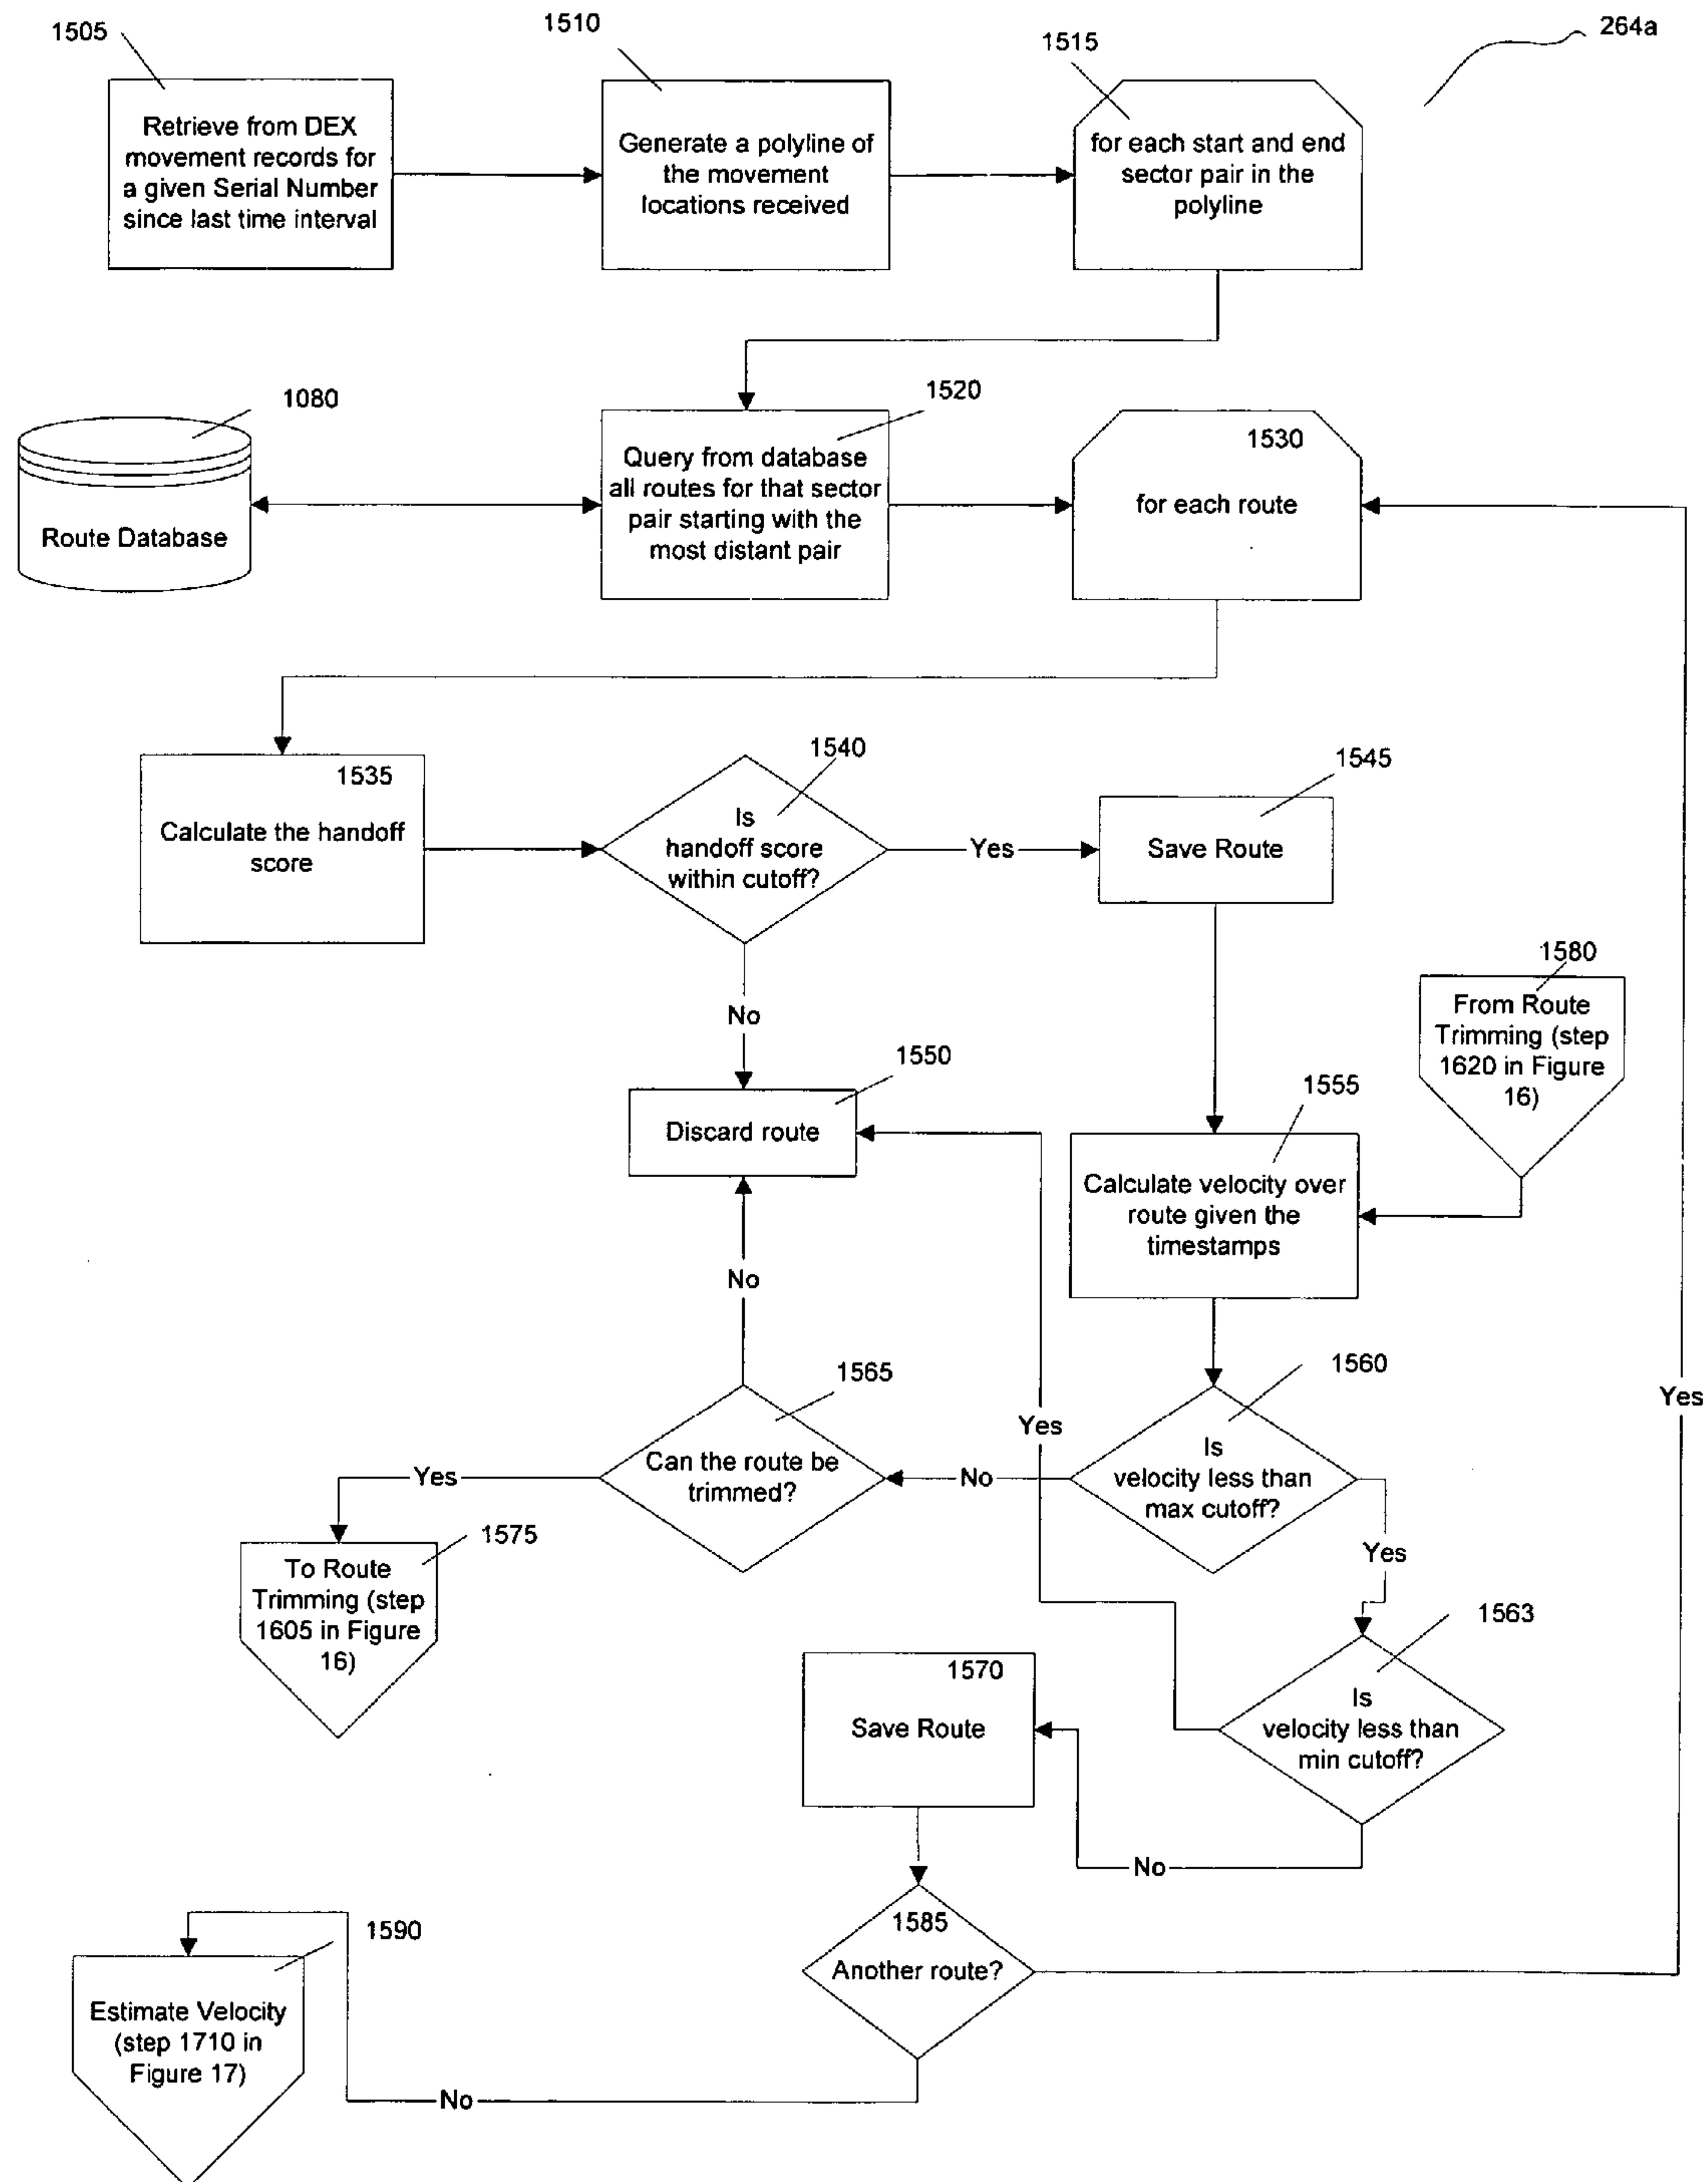 1505
1510
1515
264a
Retrieve from DEX
movement records for
a given Serial Number
since last time interval
Generate a polyline of
the movement
locations received
for each start and end
sector pair in the
polyline
1080
Route Database
1520
Query from database
all routes for that sector
pair starting with the
most distant pair
1530
for each route
1535
Calculate the handoff
score
1540
Is
handoff score
within cutoff?
Yes
1545
Save Route
No
1580
From Route
Trimming (step
1620 in Figure
16)
1550
Discard route
1555
Calculate velocity over
route given the
timestamps
No
1565
Can the route be
trimmed?
Yes
No
Yes
1560
Is
velocity less than
max cutoff?
Yes
Yes
1575
To Route
Trimming (step
1605 in Figure
16)
1563
Is
velocity less than
min cutoff?
1570
Save Route
No
1585
Another route?
1590
Estimate Velocity
(step 1710 in
Figure 17)
No